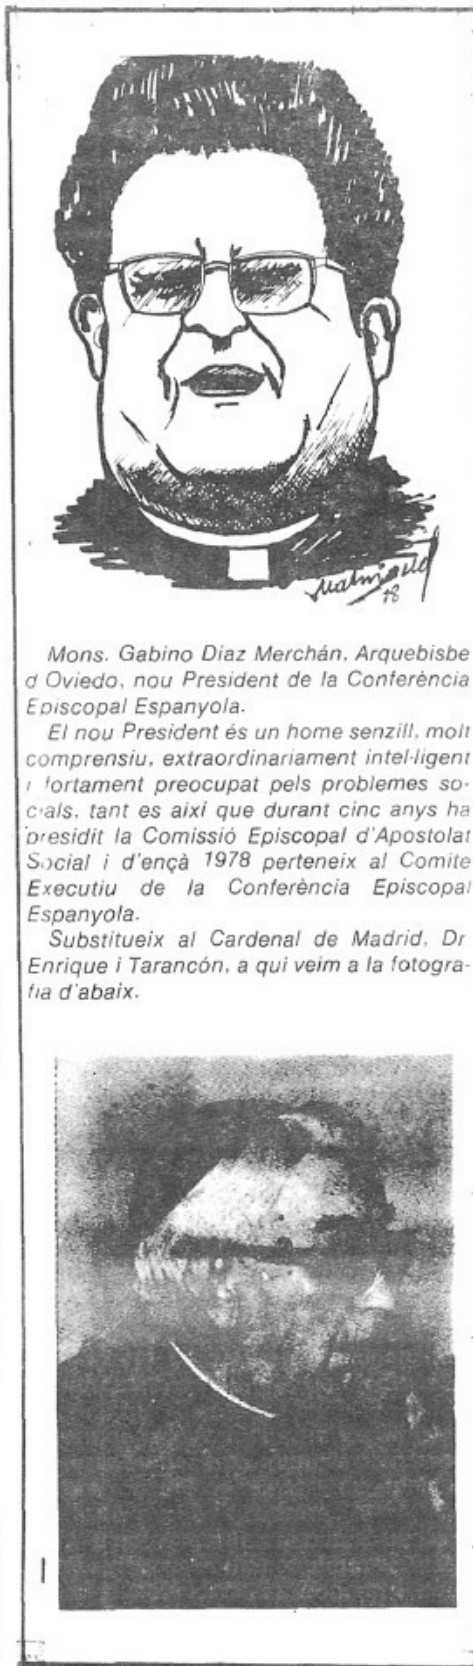 78
Mons. Gabino Díaz Merchán, Arquebisbe
d Oviedo, nou President de la Conferència
Episcopal Espanyola.
El nou President és un home senzill, molt
comprensiu, extraordinariament intel-ligent
i fortament preocupat pels problemes so-
cials, tant es així que durant cinc anys ha
presidit la Comissió Episcopal d'Apostolat
Social i d'ençà 1978 perteneix al Comite
Executiu de la Conferència Episcopal
Espanyola.
Substitueix al Cardenal de Madrid, Dr
Enrique i Tarancón, a qui veim a la fotogra-
fia d'abaix.